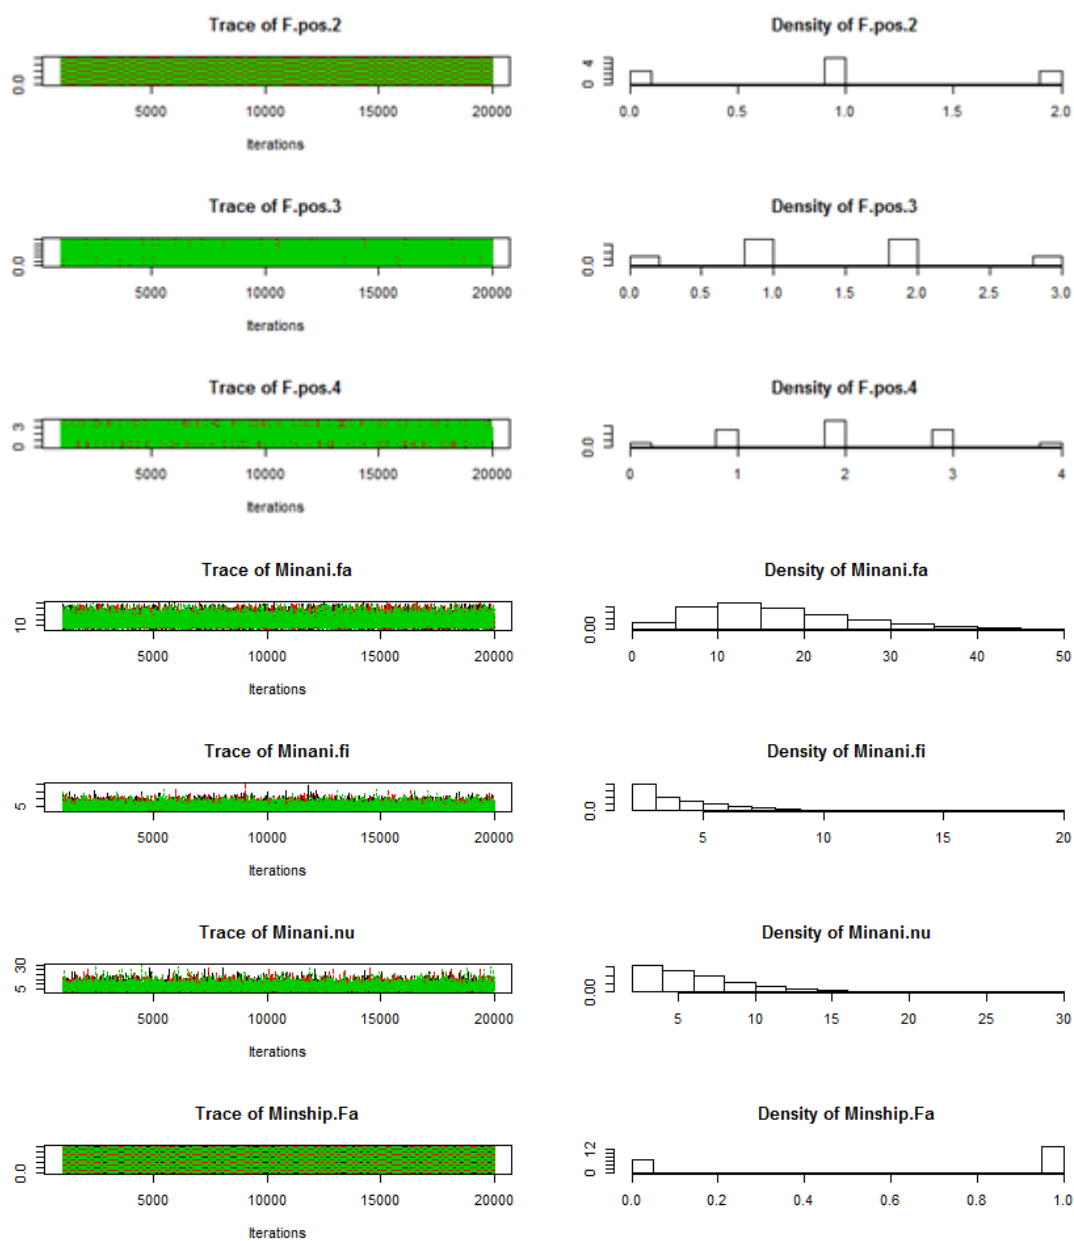 Trace of F.pos.2
Density of F.pos.2
0.0
5000 10000 15000 20000
Iterations
0 4
0.0 0.5 1.0 1.5 2.0
Trace of F.pos.3
Density of F.pos.3
0.0
5000 10000 15000 20000
Iterations
0.0
0.0 0.5 1.0 1.5 2.0 2.5 3.0
Trace of F.pos.4
Density of F.pos.4
0 3
5000 10000 15000 20000
Iterations
0.0
0 1 2 3 4
Trace of Minani.fa
Density of Minani.fa
10
5000 10000 15000 20000
Iterations
0.00
0 10 20 30 40 50
Trace of Minani.fi
Density of Minani.fi
5
5000 10000 15000 20000
Iterations
0.0
5 10 15 20
Trace of Minani.nu
Density of Minani.nu
5 30
5000 10000 15000 20000
Iterations
0.00
5 10 15 20 25 30
Trace of Minship.Fa
Density of Minship.Fa
0.0
5000 10000 15000 20000
Iterations
0 12
0.0 0.2 0.4 0.6 0.8 1.0